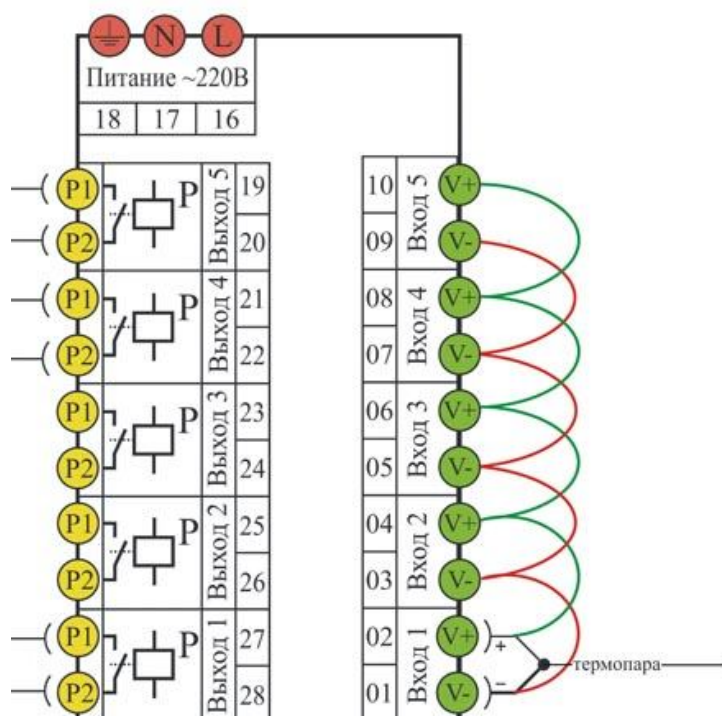 N L
Питание ~220В
18 17 16
P1 P Выход 5 19
P2 20
P1 P Выход 4 21
P2 22
P1 P Выход 3 23
P2 24
P1 P Выход 2 25
P2 26
P1 P Выход 1 27
P2 28
10 Вход 5 V+
09 V-
08 Вход 4 V+
07 V-
06 Вход 3 V+
05 V-
04 Вход 2 V+
03 V-
02 Вход 1 V+ +
01 V- −
термопара